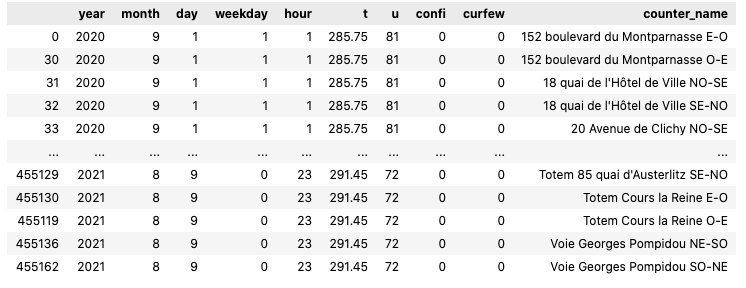 year month day weekday hour t u confi curfew counter_name
0 2020 9 1 1 1 285.75 81 0 0 152 boulevard du Montparnasse E-O
30 2020 9 1 1 1 285.75 81 0 0 152 boulevard du Montparnasse O-E
31 2020 9 1 1 1 285.75 81 0 0 18 quai de l'Hôtel de Ville NO-SE
32 2020 9 1 1 1 285.75 81 0 0 18 quai de l'Hôtel de Ville SE-NO
33 2020 9 1 1 1 285.75 81 0 0 20 Avenue de Clichy NO-SE
... ... ... ... ... ... ... ... ... ... ...
455129 2021 8 9 0 23 291.45 72 0 0 Totem 85 quai d'Austerlitz SE-NO
455130 2021 8 9 0 23 291.45 72 0 0 Totem Cours la Reine E-O
455119 2021 8 9 0 23 291.45 72 0 0 Totem Cours la Reine O-E
455136 2021 8 9 0 23 291.45 72 0 0 Voie Georges Pompidou NE-SO
455162 2021 8 9 0 23 291.45 72 0 0 Voie Georges Pompidou SO-NE